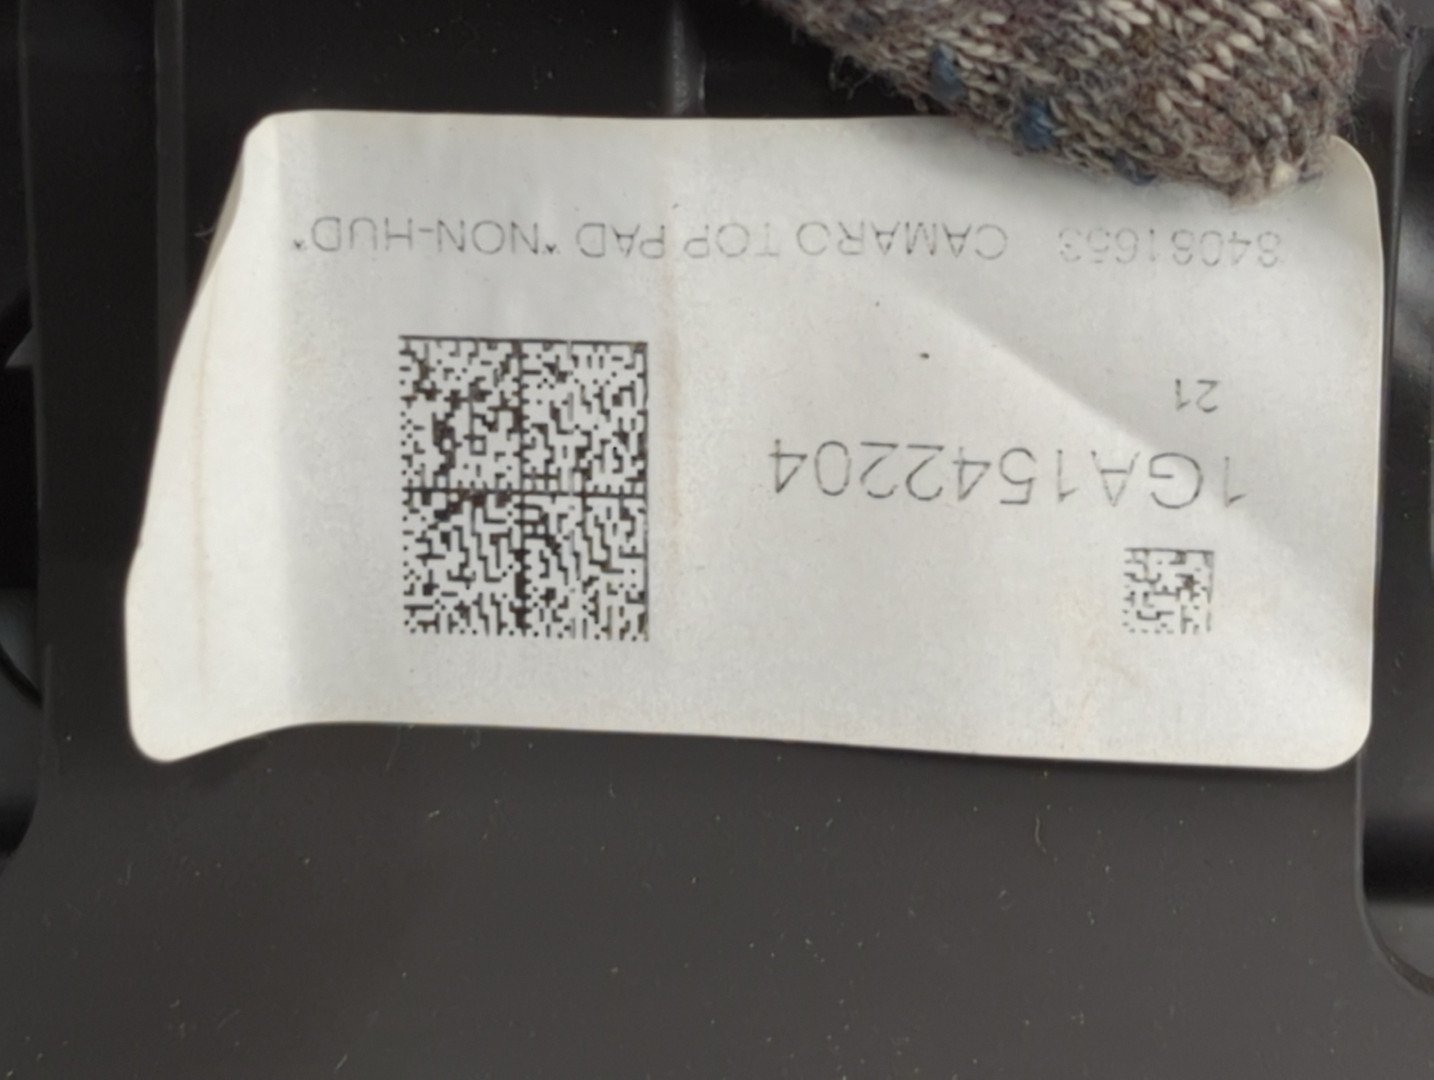 1GA1542204
21
84081653 CAMARO TOP PAD *NON-HUD*